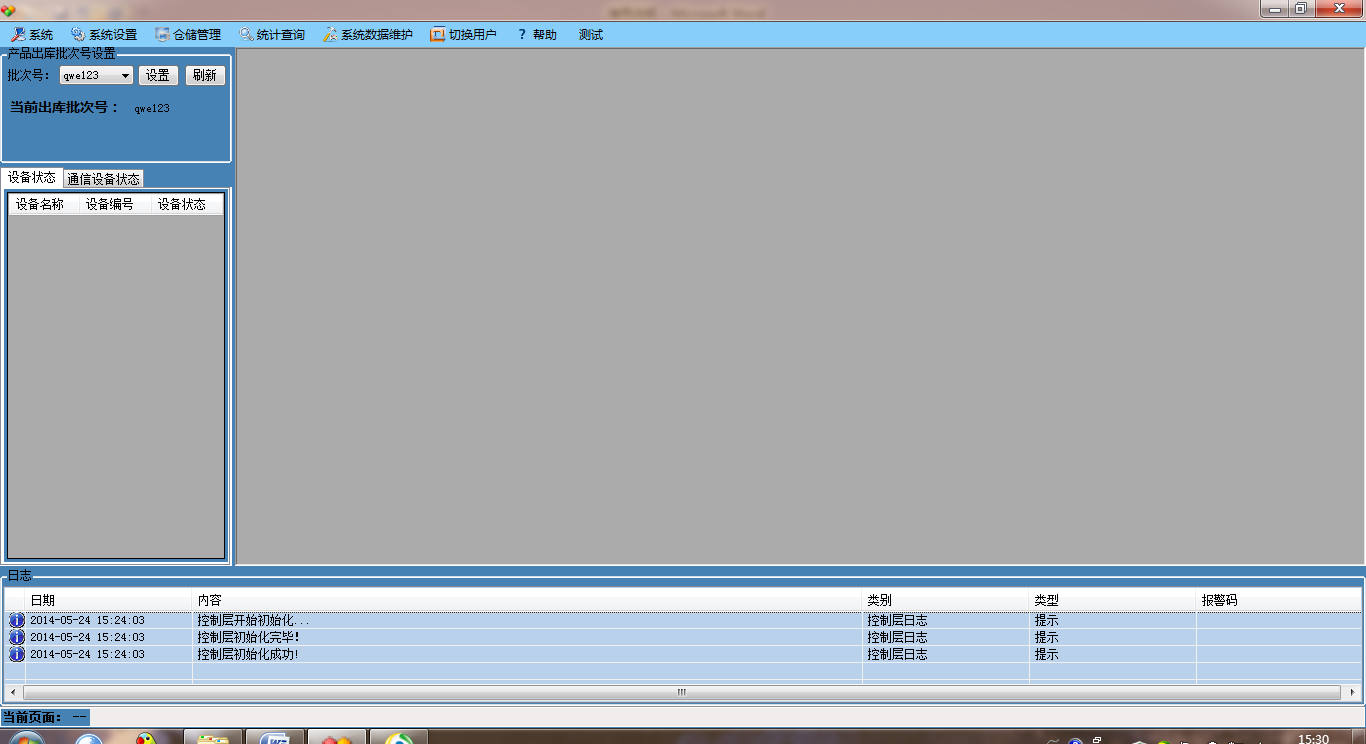 系统 系统设置 仓储管理 统计查询 系统数据维护 切换用户 ? 帮助 测试
产品出库批次号设置
批次号： qwe123 设置 刷新
当前出库批次号： qwe123
设备状态 通信设备状态
设备名称 设备编号 设备状态
日志
日期 内容 类别 类型 报警码
2014-05-24 15:24:03 控制层开始初始化... 控制层日志 提示
2014-05-24 15:24:03 控制层初始化完毕! 控制层日志 提示
2014-05-24 15:24:03 控制层初始化成功! 控制层日志 提示
当前页面： --
15:30